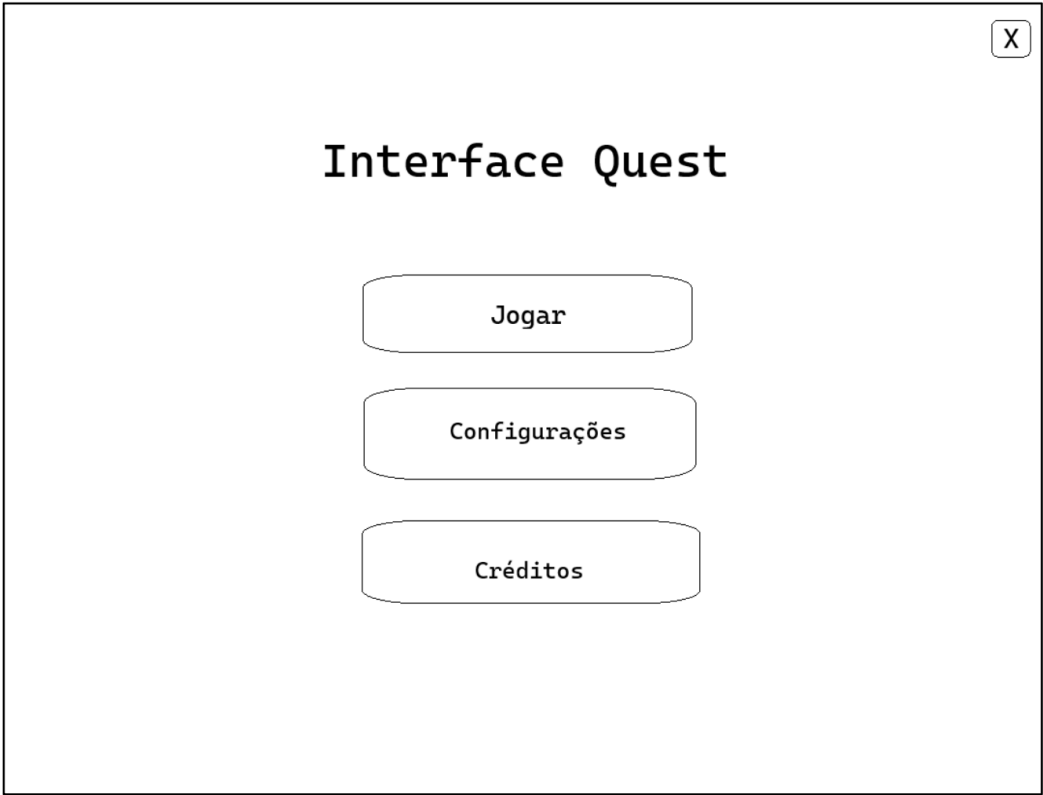 X
Interface Quest
Jogar
Configurações
Créditos